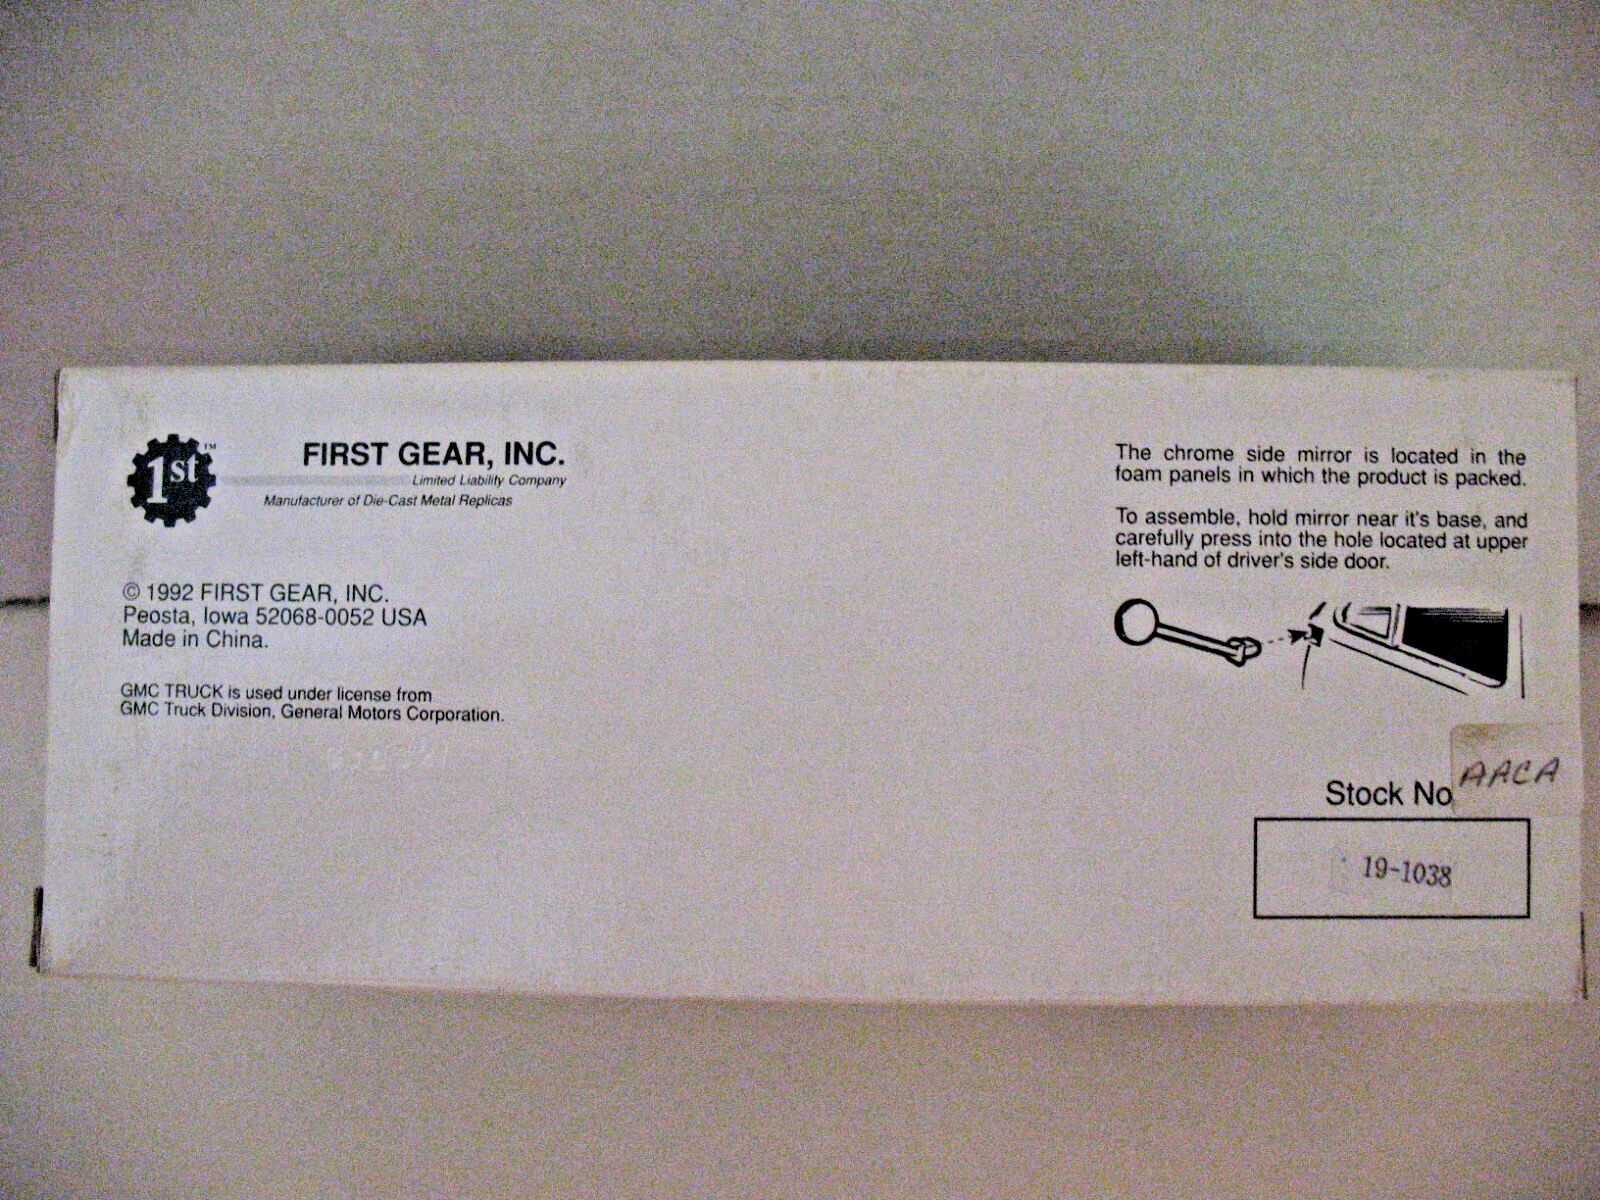 1st™
FIRST GEAR, INC.
Limited Liability Company
Manufacturer of Die-Cast Metal Replicas
© 1992 FIRST GEAR, INC.
Peosta, Iowa 52068-0052 USA
Made in China.
GMC TRUCK is used under license from
GMC Truck Division, General Motors Corporation.
The chrome side mirror is located in the
foam panels in which the product is packed.
To assemble, hold mirror near it's base, and
carefully press into the hole located at upper
left-hand of driver's side door.
AACA
Stock No
19-1038